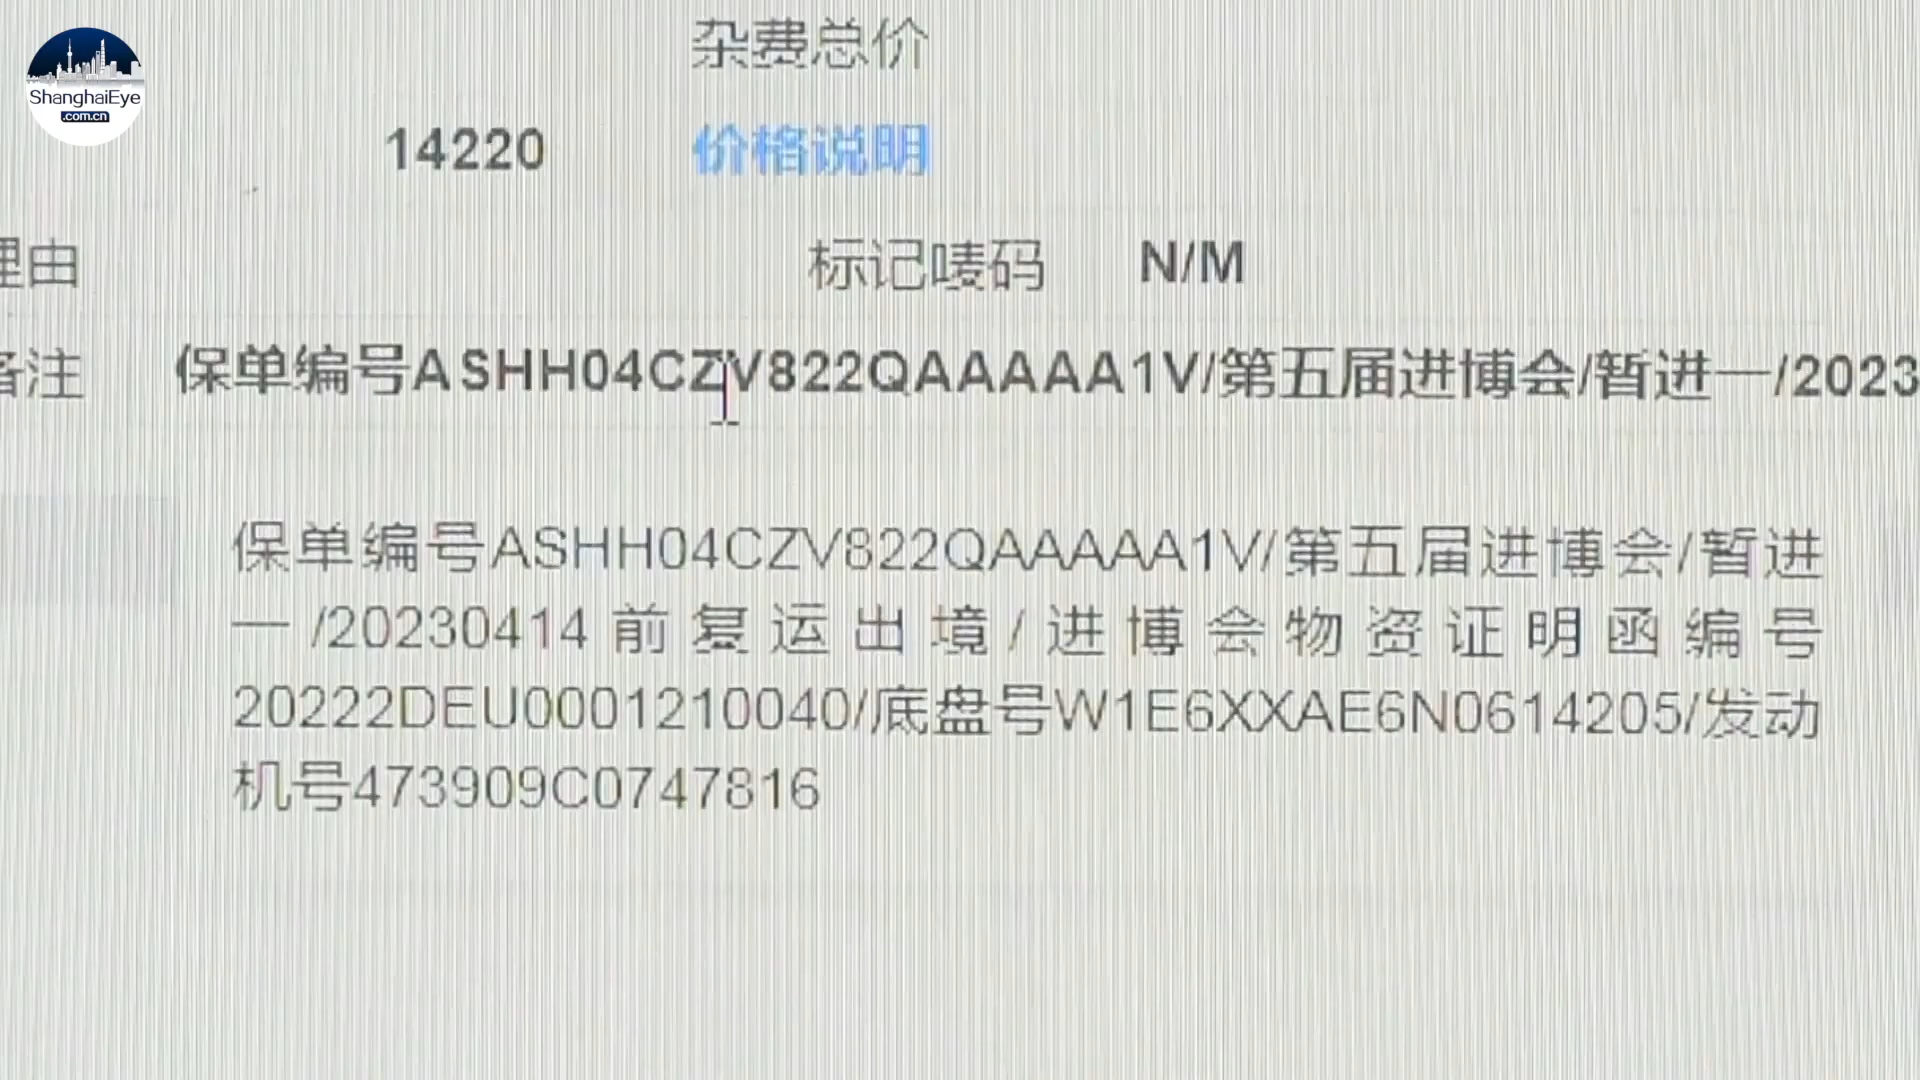 ShanghaiEye
.com.cn
杂费总价
14220 价格说明
理由 标记唛码 N/M
备注 保单编号ASHH04CZV822QAAAAA1V/第五届进博会/暂进一/2023
保单编号ASHH04CZV822QAAAAA1V/第五届进博会/暂进
一/20230414前复运出境/进博会物资证明函编号
20222DEU0001210040/底盘号W1E6XXAE6N0614205/发动
机号473909C0747816